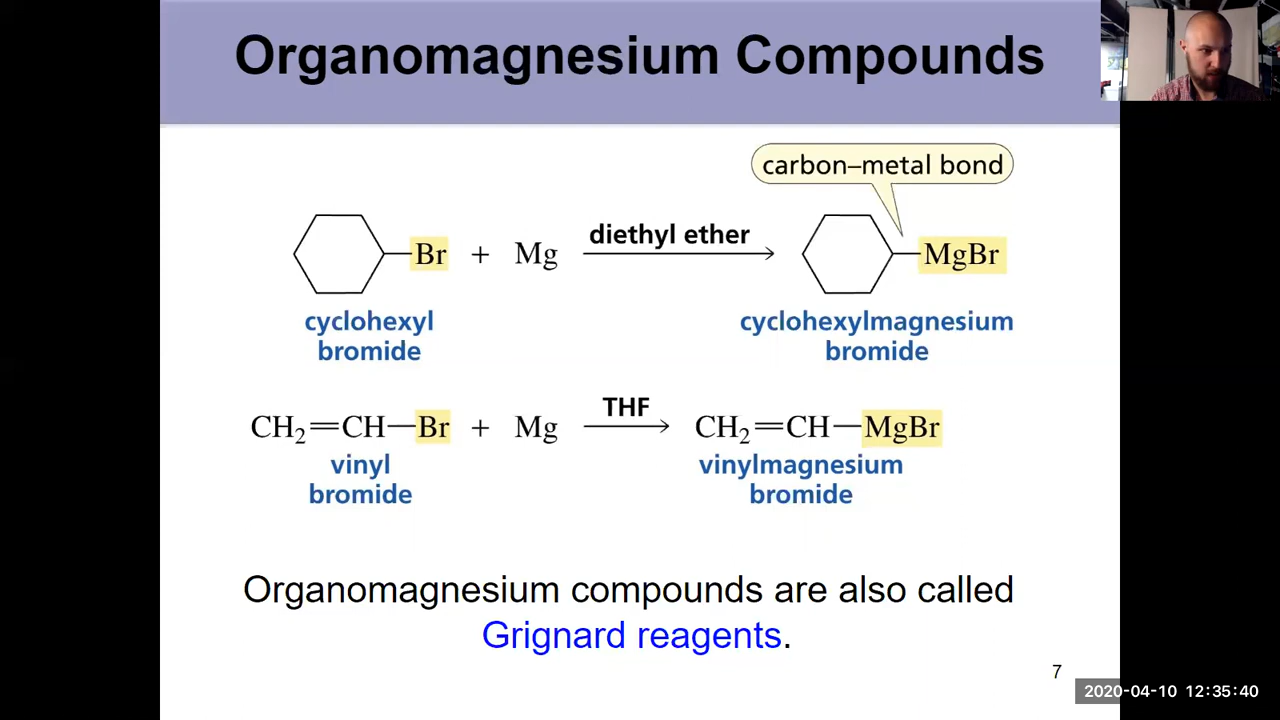 Organomagnesium Compounds
carbon–metal bond
Br + Mg diethyl ether MgBr
cyclohexyl bromide
cyclohexylmagnesium bromide
CH₂=CH—Br + Mg THF CH₂=CH—MgBr
vinyl bromide
vinylmagnesium bromide
Organomagnesium compounds are also called
Grignard reagents.
7
2020-04-10 12:35:40